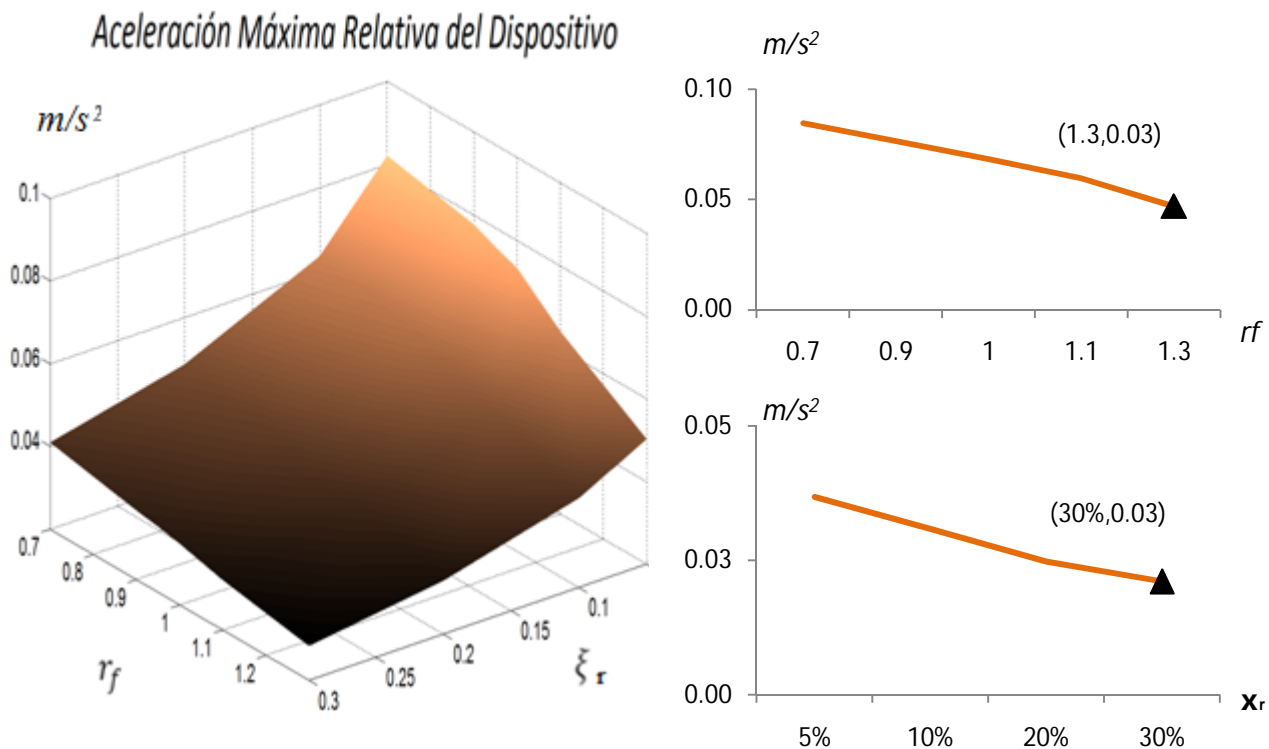 Aceleración Máxima Relativa del Dispositivo
m/s²
0.1
0.08
0.06
0.04
0.7
0.8
0.9
1
1.1
1.2
r_f
0.3
0.25
0.2
0.15
0.1
ξ r
m/s²
0.10
0.05
0.00
(1.3,0.03)
0.7 0.9 1 1.1 1.3
rf
m/s²
0.05
0.03
0.00
(30%,0.03)
5% 10% 20% 30%
xr